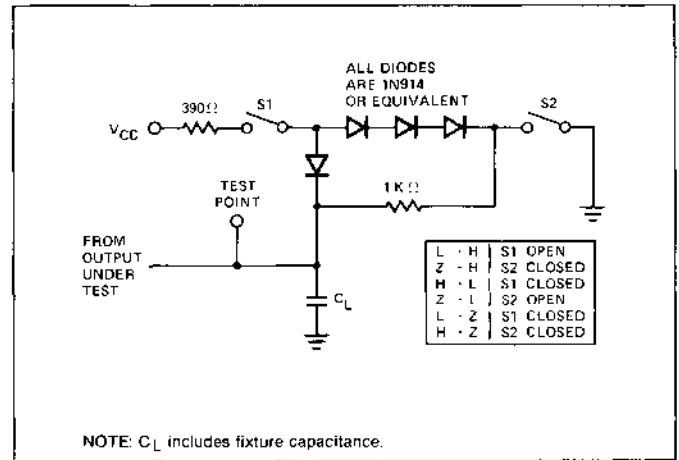 ALL DIODES
ARE 1N914
OR EQUIVALENT
390Ω
S1
S2
VCC
1 K Ω
TEST
POINT
FROM
OUTPUT
UNDER
TEST
CL
L - H | S1 OPEN
Z - H | S2 CLOSED
H - L | S1 CLOSED
Z - L | S2 OPEN
L - Z | S1 CLOSED
H - Z | S2 CLOSED
NOTE: CL includes fixture capacitance.